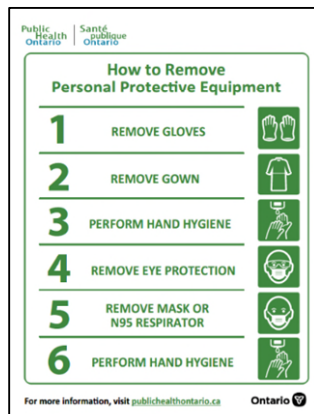 Public Health Ontario
Santé publique Ontario
How to Remove
Personal Protective Equipment
1 REMOVE GLOVES
2 REMOVE GOWN
3 PERFORM HAND HYGIENE
4 REMOVE EYE PROTECTION
5 REMOVE MASK OR
N95 RESPIRATOR
6 PERFORM HAND HYGIENE
For more information, visit publichealthontario.ca
Ontario